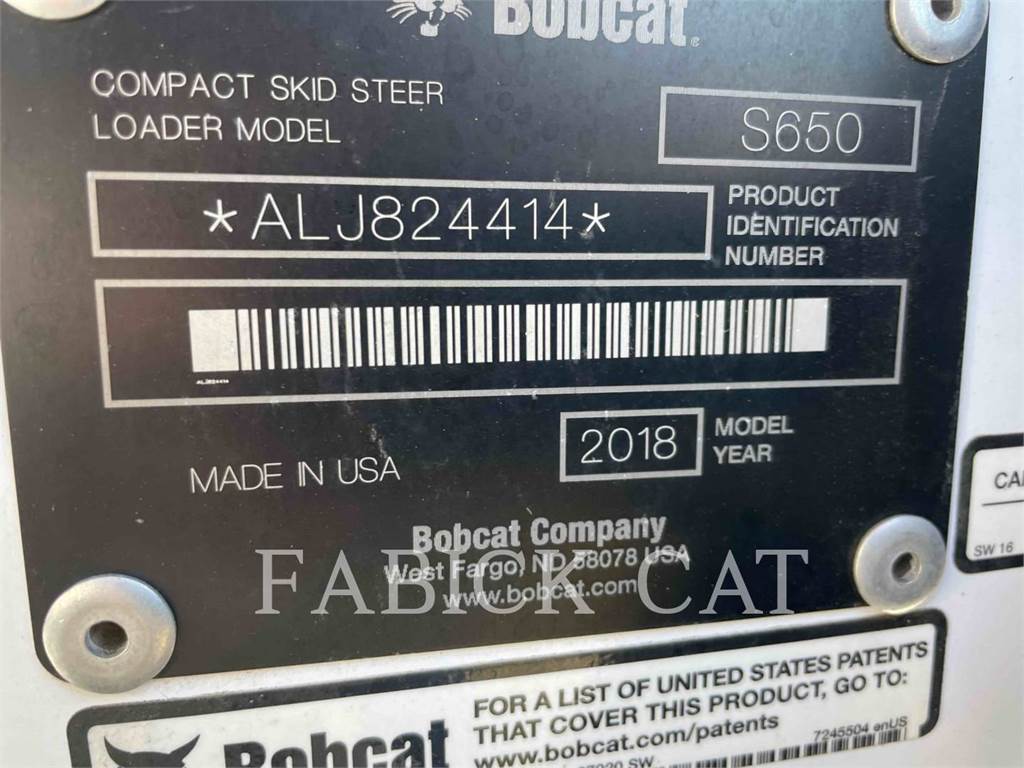 Bobcat®
COMPACT SKID STEER
LOADER MODEL
S650
*ALJ824414*
PRODUCT
IDENTIFICATION
NUMBER
ALJ824414
2018
MODEL
YEAR
MADE IN USA
Bobcat Company
West Fargo, ND 58078 USA
www.bobcat.com
FABICK CAT
SW 16
Bobcat
FOR A LIST OF UNITED STATES PATENTS
THAT COVER THIS PRODUCT, GO TO:
www.bobcat.com/patents
7245504 enUS